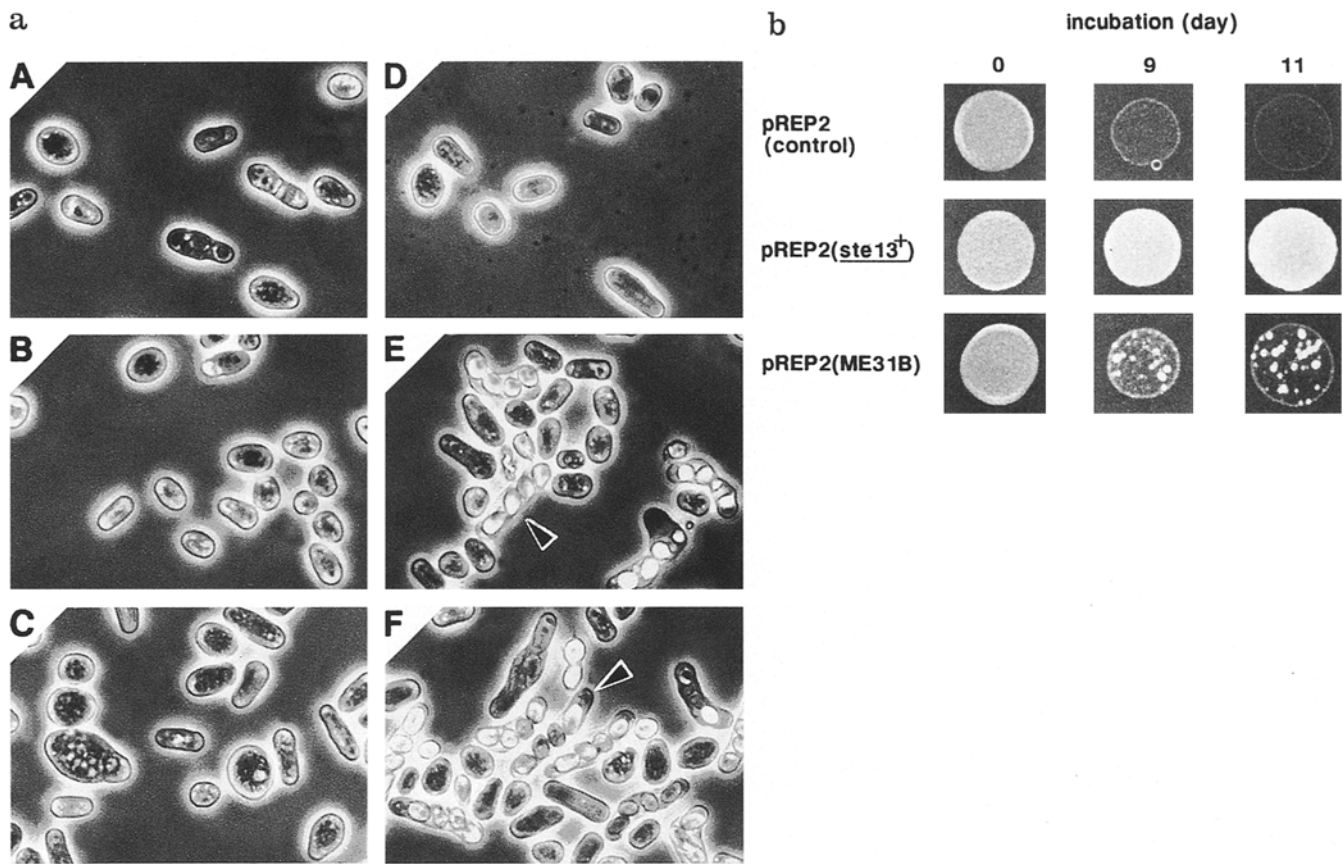 a
A
D
B
E
C
F
b
incubation (day)
0 9 11
pREP2
(control)
pREP2(ste13+)
pREP2(ME31B)